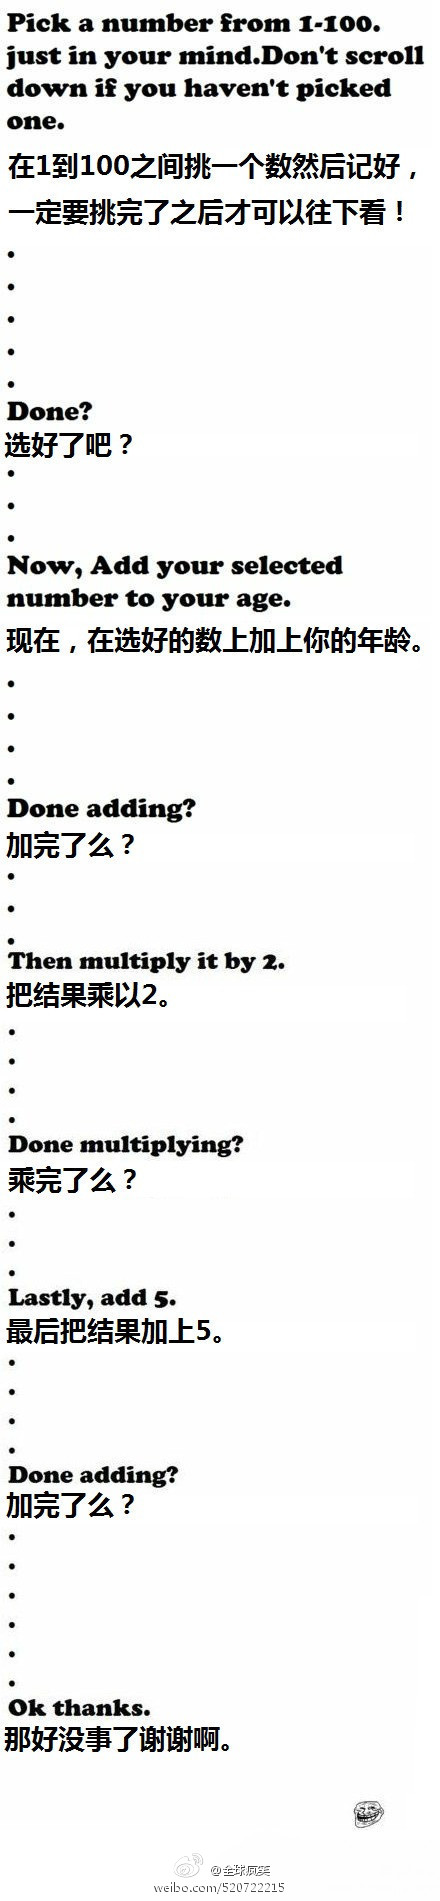 Pick a number from 1-100.
just in your mind.Don't scroll
down if you haven't picked
one.
在1到100之间挑一个数然后记好，
一定要挑完了之后才可以往下看！
•
•
•
•
•
Done?
选好了吧？
•
•
•
Now, Add your selected
number to your age.
现在，在选好的数上加上你的年龄。
•
•
•
•
Done adding?
加完了么？
•
•
•
Then multiply it by 2.
把结果乘以2。
•
•
•
•
Done multiplying?
乘完了么？
•
•
•
Lastly, add 5.
最后把结果加上5。
•
•
•
•
Done adding?
加完了么？
•
•
•
•
•
•
Ok thanks.
那好没事了谢谢啊。
@全球疯笑
weibo.com/520722215